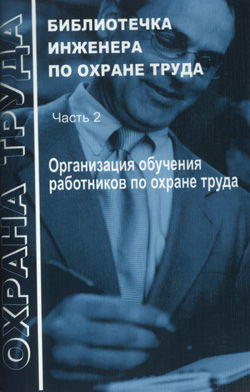 ОХРАНА ТРУДА
БИБЛИОТЕЧКА
ИНЖЕНЕРА
ПО ОХРАНЕ ТРУДА
Часть 2
Организация обучения
работников по охране труда